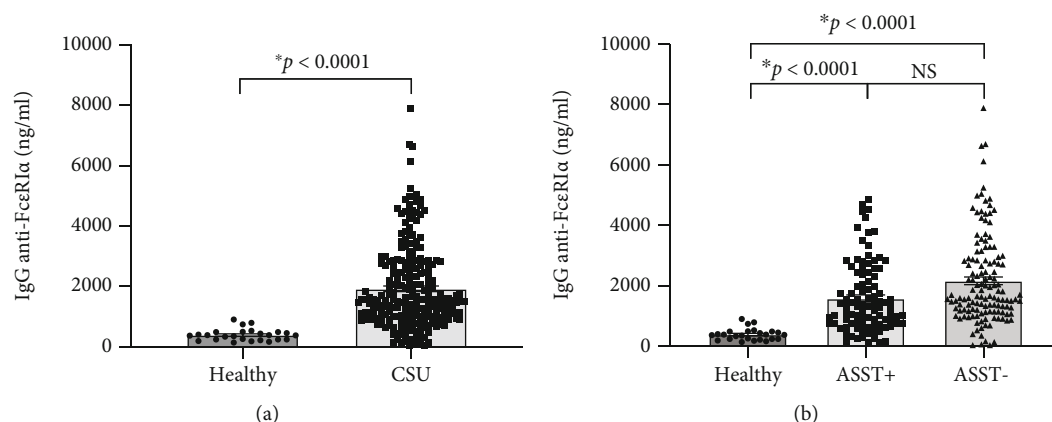 10000
8000
6000
4000
2000
0
IgG anti-FcεRIα (ng/ml)
*p < 0.0001
Healthy
CSU
(a)
10000
8000
6000
4000
2000
0
IgG anti-FcεRIα (ng/ml)
*p < 0.0001
*p < 0.0001
NS
Healthy
ASST+
ASST-
(b)